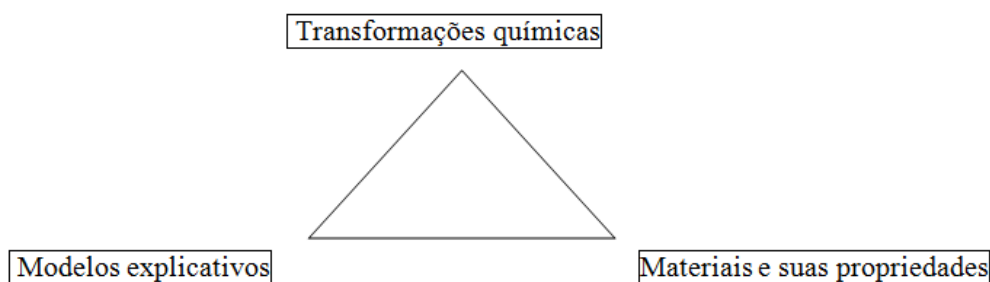 Transformações químicas
Modelos explicativos
Materiais e suas propriedades